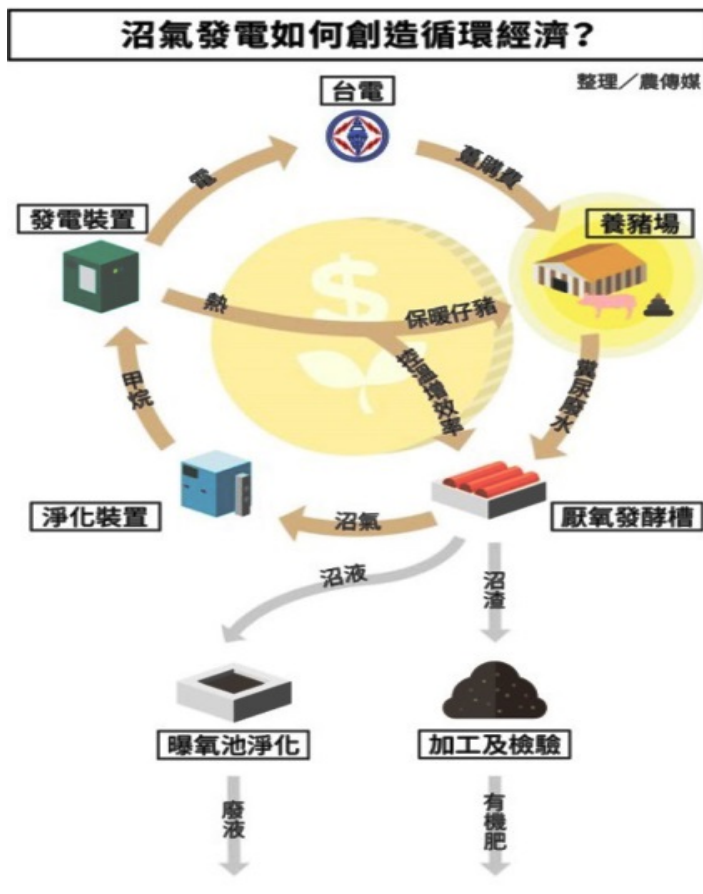 沼氣發電如何創造循環經濟?
整理／農傳媒
台電
電
躉購費
發電裝置
養豬場
熱
保暖仔豬
控溫增效率
糞尿廢水
甲烷
淨化裝置
沼氣
厭氧發酵槽
沼液
沼渣
曝氧池淨化
加工及檢驗
廢液
有機肥